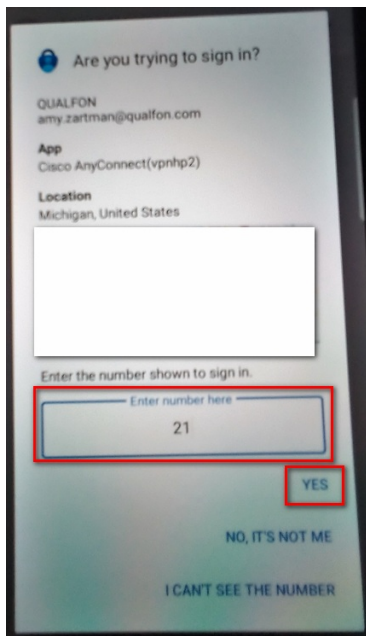 Are you trying to sign in?
QUALFON
amy.zartman@qualfon.com
App
Cisco AnyConnect(vpnhp2)
Location
Michigan, United States
Enter the number shown to sign in.
Enter number here
21
YES
NO, IT'S NOT ME
I CAN'T SEE THE NUMBER